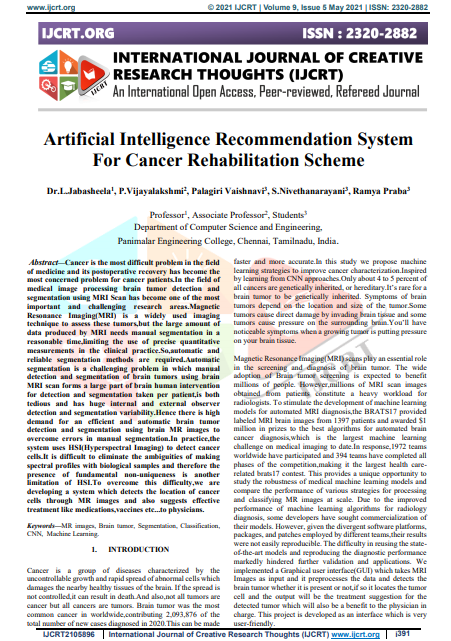 www.ijcrt.org © 2021 IJCRT | Volume 9, Issue 5 May 2021 | ISSN: 2320-2882
IJCRT.ORG ISSN : 2320-2882
IJCRT
INTERNATIONAL JOURNAL OF CREATIVE
RESEARCH THOUGHTS (IJCRT)
An International Open Access, Peer-reviewed, Refereed Journal
Artificial Intelligence Recommendation System
For Cancer Rehabilitation Scheme
Dr.L.Jabasheela¹, P.Vijayalakshmi², Palagiri Vaishnavi³, S.Nivethanarayani³, Ramya Praba³
Professor¹, Associate Professor², Students³
Department of Computer Science and Engineering,
Panimalar Engineering College, Chennai, Tamilnadu, India.
Abstract—Cancer is the most difficult problem in the field
of medicine and its postoperative recovery has become the
most concerned problem for cancer patients.In the field of
medical image processing brain tumor detection and
segmentation using MRI Scan has become one of the most
important and challenging research areas.Magnetic
Resonance Imaging(MRI) is a widely used imaging
technique to assess these tumors,but the large amount of
data produced by MRI needs manual segmentation in a
reasonable time,limiting the use of precise quantitative
measurements in the clinical practice.So,automatic and
reliable segmentation methods are required.Automatic
segmentation is a challenging problem in which manual
detection and segmentation of brain tumors using brain
MRI scan forms a large part of brain human intervention
for detection and segmentation taken per patient,is both
tedious and has huge internal and external observer
detection and segmentation variability.Hence there is high
demand for an efficient and automatic brain tumor
detection and segmentation using brain MR images to
overcome errors in manual segmentation.In practice,the
system uses HSI(Hyperspectral Imaging) to detect cancer
cells.It is difficult to eliminate the ambiguities of making
spectral profiles with biological samples and therefore the
presence of fundamental non-uniqueness is another
limitation of HSI.To overcome this difficulty,we are
developing a system which detects the location of cancer
cells through MR images and also suggests effective
treatment like medications,vaccines etc...to physicians.
Keywords—MR images, Brain tumor, Segmentation, Classification,
CNN, Machine Learning.
1. INTRODUCTION
Cancer is a group of diseases characterized by the
uncontrollable growth and rapid spread of abnormal cells which
damages the nearby healthy tissues of the brain. If the spread is
not controlled,it can result in death.And also,not all tumors are
cancer but all cancers are tumors. Brain tumor was the most
common cancer in worldwide,contributing 2,093,876 of the
total number of new cases diagnosed in 2020.This can be made
faster and more accurate.In this study we propose machine
learning strategies to improve cancer characterization.Inspired
by learning from CNN approaches.Only about 4 to 5 percent of
all cancers are genetically inherited, or hereditary.It's rare for a
brain tumor to be genetically inherited. Symptoms of brain
tumors depend on the location and size of the tumor.Some
tumors cause direct damage by invading brain tissue and some
tumors cause pressure on the surrounding brain.You'll have
noticeable symptoms when a growing tumor is putting pressure
on your brain tissue.
Magnetic Resonance Imaging(MRI) scans play an essential role
in the screening and diagnosis of brain tumor. The wide
adoption of Brain tumor screening is expected to benefit
millions of people. However,millions of MRI scan images
obtained from patients constitute a heavy workload for
radiologists. To stimulate the development of machine learning
models for automated MRI diagnosis,the BRATS17 provided
labeled MRI brain images from 1397 patients and awarded $1
million in prizes to the best algorithms for automated brain
cancer diagnosis,which is the largest machine learning
challenge on medical imaging to date.In response,1972 teams
worldwide have participated and 394 teams have completed all
phases of the competition,making it the largest health care-
related brats17 contest. This provides a unique opportunity to
study the robustness of medical machine learning models and
compare the performance of various strategies for processing
and classifying MR images at scale. Due to the improved
performance of machine learning algorithms for radiology
diagnosis, some developers have sought commercialization of
their models. However, given the divergent software platforms,
packages, and patches employed by different teams,their results
were not easily reproducible. The difficulty in reusing the state-
of-the-art models and reproducing the diagnostic performance
markedly hindered further validation and applications. We
implemented a Graphical user interface(GUI) which takes MRI
Images as input and it preprocesses the data and detects the
brain tumor whether it is present or not,if so it locates the tumor
cell and the output will be the treatment suggestion for the
detected tumor which will also be a benefit to the physician in
charge. This project is developed as an interface which is very
user-friendly.
IJCRT2105896 International Journal of Creative Research Thoughts (IJCRT) www.ijcrt.org j391